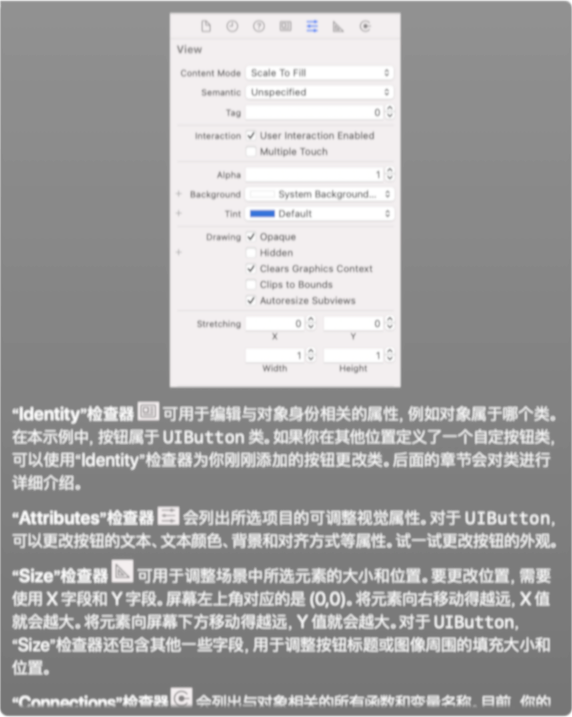 View
Content Mode Scale To Fill
Semantic Unspecified
Tag 0
Interaction User Interaction Enabled
Multiple Touch
Alpha 1
+ Background System Background...
+ Tint Default
Drawing Opaque
+ Hidden
Clears Graphics Context
Clips to Bounds
Autoresize Subviews
Stretching 0 0
X Y
1 1
Width Height
“Identity”检查器 可用于编辑与对象身份相关的属性，例如对象属于哪个类。
在本示例中，按钮属于 UIButton 类。如果你在其他位置定义了一个自定按钮类，
可以使用“Identity”检查器为你刚刚添加的按钮更改类。后面的章节会对类进行
详细介绍。
“Attributes”检查器 会列出所选项目的可调整视觉属性。对于 UIButton，
可以更改按钮的文本、文本颜色、背景和对齐方式等属性。试一试更改按钮的外观。
“Size”检查器 可用于调整场景中所选元素的大小和位置。要更改位置，需要
使用 X 字段和 Y 字段。屏幕左上角对应的是 (0,0)。将元素向右移动得越远，X 值
就会越大。将元素向屏幕下方移动得越远，Y 值就会越大。对于 UIButton，
“Size”检查器还包含其他一些字段，用于调整按钮标题或图像周围的填充大小和
位置。
“Connections”检查器 会列出与对象相关的所有函数和变量名称。目前，你的